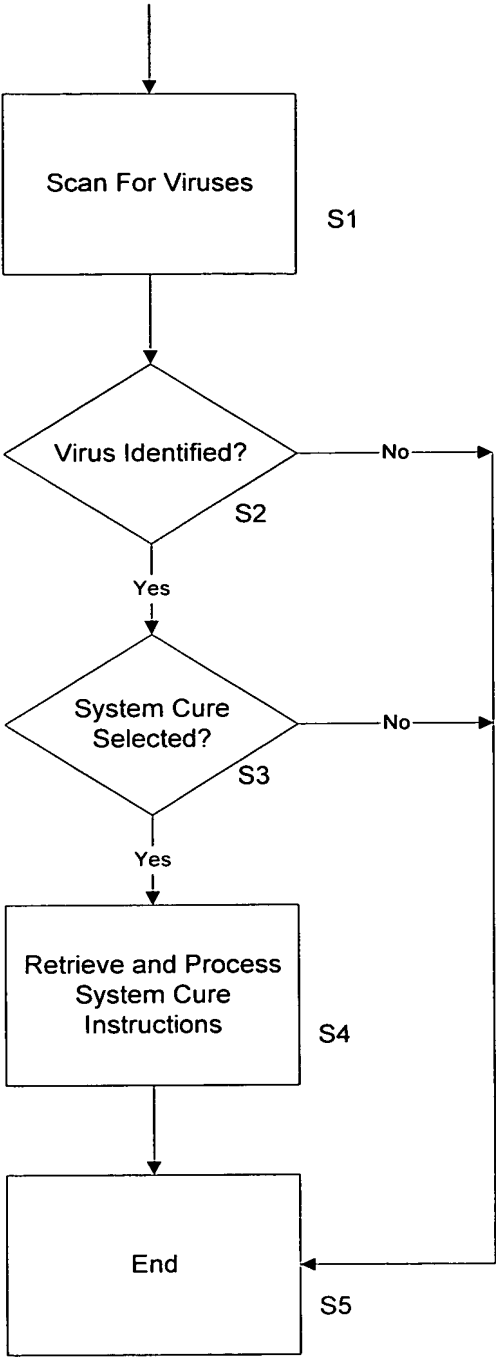 Scan For Viruses
S1
Virus Identified?
No
S2
Yes
System Cure
Selected?
No
S3
Yes
Retrieve and Process
System Cure
Instructions
S4
End
S5